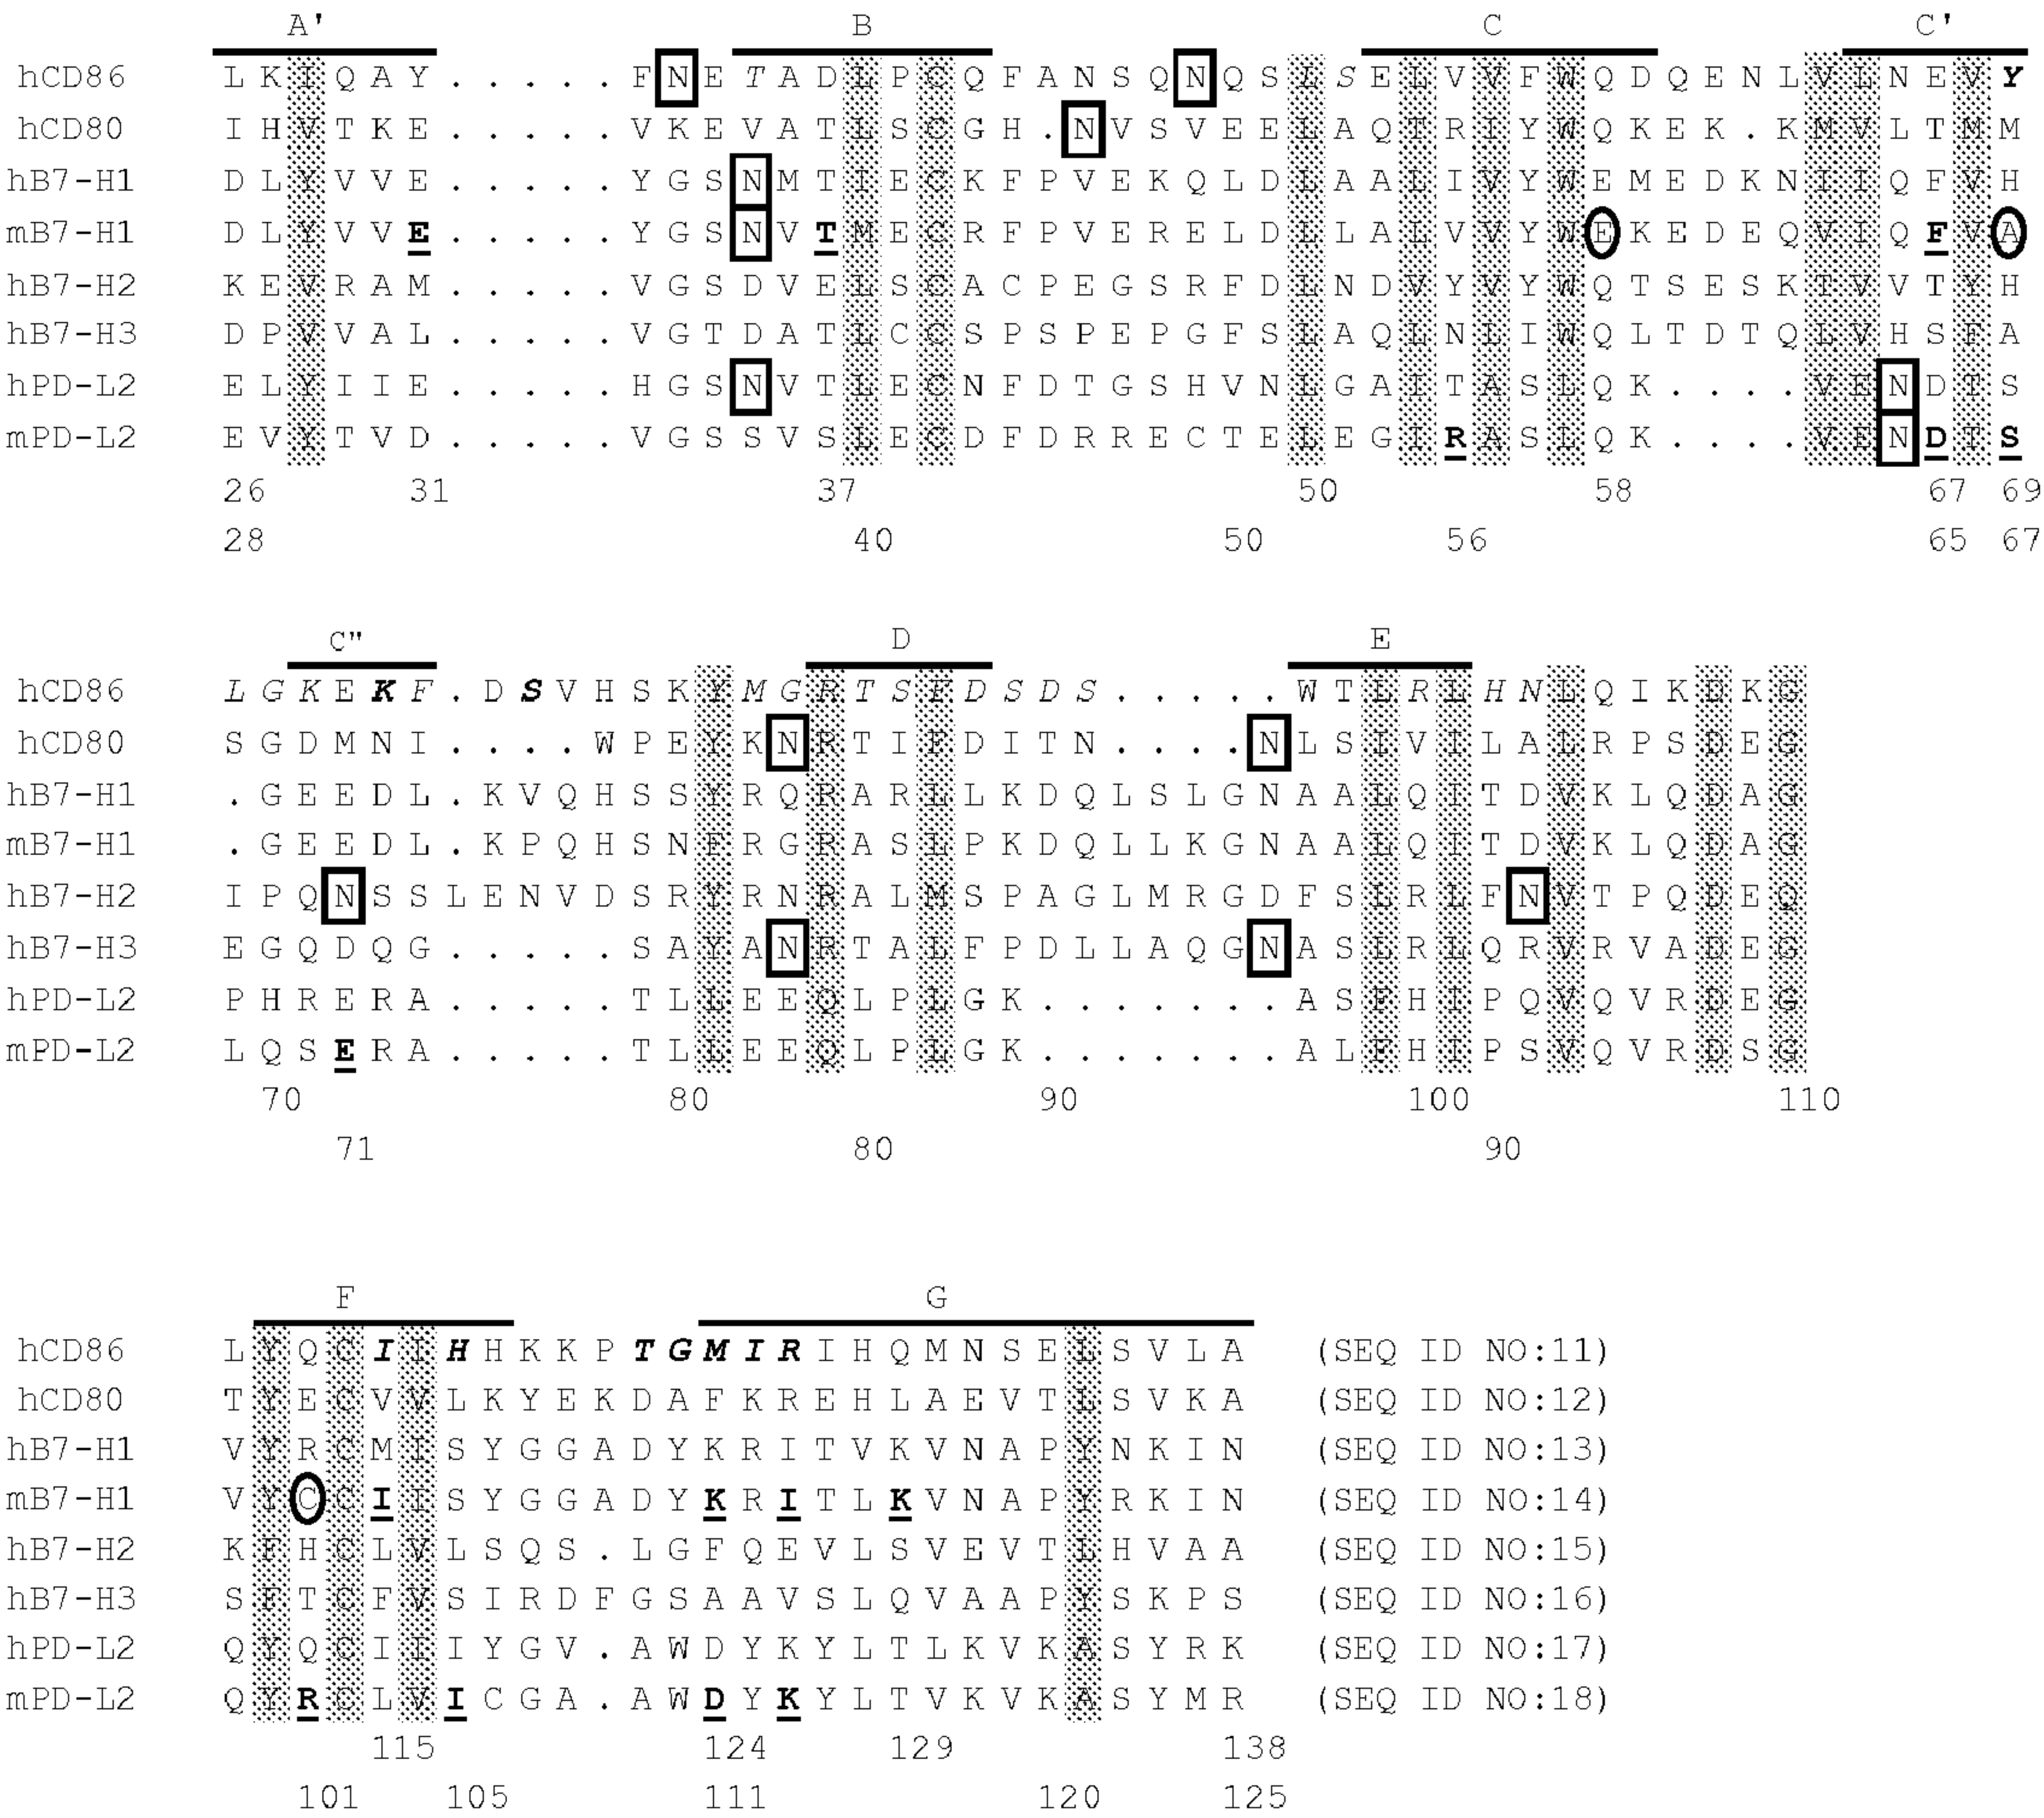 A' B C C'
hCD86 L K I Q A Y . . . . . F N E T A D L P C Q F A N S Q N Q S L S E L V V F W Q D Q E N L V L N E V Y
hCD80 I H V T K E . . . . . V K E V A T L S C G H . N V S V E E L A Q T R I Y W Q K E K . K M V L T M M
hB7-H1 D L Y V V E . . . . . Y G S N M T I E C K F P V E K Q L D L A A L I V Y W E M E D K N I I Q F V H
mB7-H1 D L Y V V E . . . . . Y G S N V T M E C R F P V E R E L D L L A L V V Y W E K E D E Q V I Q F V A
hB7-H2 K E V R A M . . . . . V G S D V E L S C A C P E G S R F D L N D V Y V Y W Q T S E S K T V V T Y H
hB7-H3 D P V V A L . . . . . V G T D A T L C C S P S P E P G F S L A Q L N L I W Q L T D T Q L V H S F A
hPD-L2 E L Y I I E . . . . . H G S N V T L E C N F D T G S H V N L G A I T A S L Q K . . . . V E N D T S
mPD-L2 E V Y T V D . . . . . V G S S V S L E C D F D R R E C T E L E G I R A S L Q K . . . . V E N D T S
26 31 37 50 58 67 69
28 40 50 56 65 67
C" D E
hCD86 L G K E K F . D S V H S K Y M G R T S F D S D S . . . . . W T L R L H N L Q I K D K G
hCD80 S G D M N I . . . . W P E Y K N R T I F D I T N . . . . N L S I V I L A L R P S D E G
hB7-H1 . G E E D L . K V Q H S S Y R Q R A R L L K D Q L S L G N A A L Q I T D V K L Q D A G
mB7-H1 . G E E D L . K P Q H S N F R G R A S L P K D Q L L K G N A A L Q I T D V K L Q D A G
hB7-H2 I P Q N S S L E N V D S R Y R N R A L M S P A G L M R G D F S L R L F N V T P Q D E Q
hB7-H3 E G Q D Q G . . . . . S A Y A N R T A L F P D L L A Q G N A S L R L Q R V R V A D E G
hPD-L2 P H R E R A . . . . . T L L E E Q L P L G K . . . . . . . A S F H I P Q V Q V R D E G
mPD-L2 L Q S E R A . . . . . T L L E E Q L P L G K . . . . . . . A L F H I P S V Q V R D S G
70 80 90 100 110
71 80 90
F G
hCD86 L Y Q C I I H H K K P T G M I R I H Q M N S E L S V L A (SEQ ID NO:11)
hCD80 T Y E C V V L K Y E K D A F K R E H L A E V T L S V K A (SEQ ID NO:12)
hB7-H1 V Y R C M I S Y G G A D Y K R I T V K V N A P Y N K I N (SEQ ID NO:13)
mB7-H1 V Y C C I I S Y G G A D Y K R I T L K V N A P Y R K I N (SEQ ID NO:14)
hB7-H2 K F H C L V L S Q S . L G F Q E V L S V E V T L H V A A (SEQ ID NO:15)
hB7-H3 S F T C F V S I R D F G S A A V S L Q V A A P Y S K P S (SEQ ID NO:16)
hPD-L2 Q Y Q C I I I Y G V . A W D Y K Y L T L K V K A S Y R K (SEQ ID NO:17)
mPD-L2 Q Y R C L V I C G A . A W D Y K Y L T V K V K A S Y M R (SEQ ID NO:18)
115 124 129 138
101 105 111 120 125